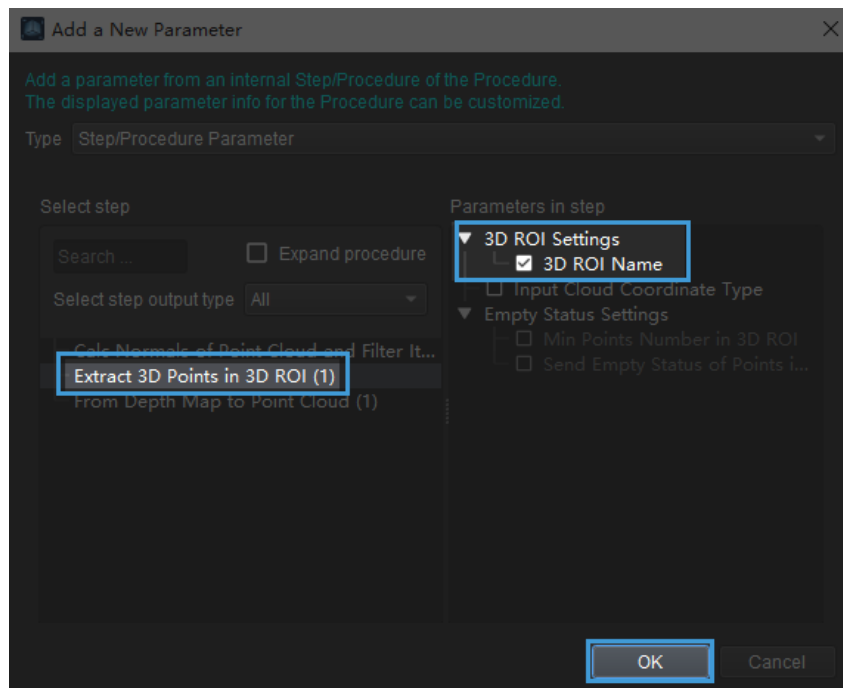 Add a New Parameter
Add a parameter from an internal Step/Procedure of the Procedure.
The displayed parameter info for the Procedure can be customized.
Type Step/Procedure Parameter
Select step
Search ...
Expand procedure
Select step output type All
Calc Normals of Point Cloud and Filter It...
Extract 3D Points in 3D ROI (1)
From Depth Map to Point Cloud (1)
Parameters in step
3D ROI Settings
3D ROI Name
Input Cloud Coordinate Type
Empty Status Settings
Min Points Number in 3D ROI
Send Empty Status of Points i...
OK
Cancel